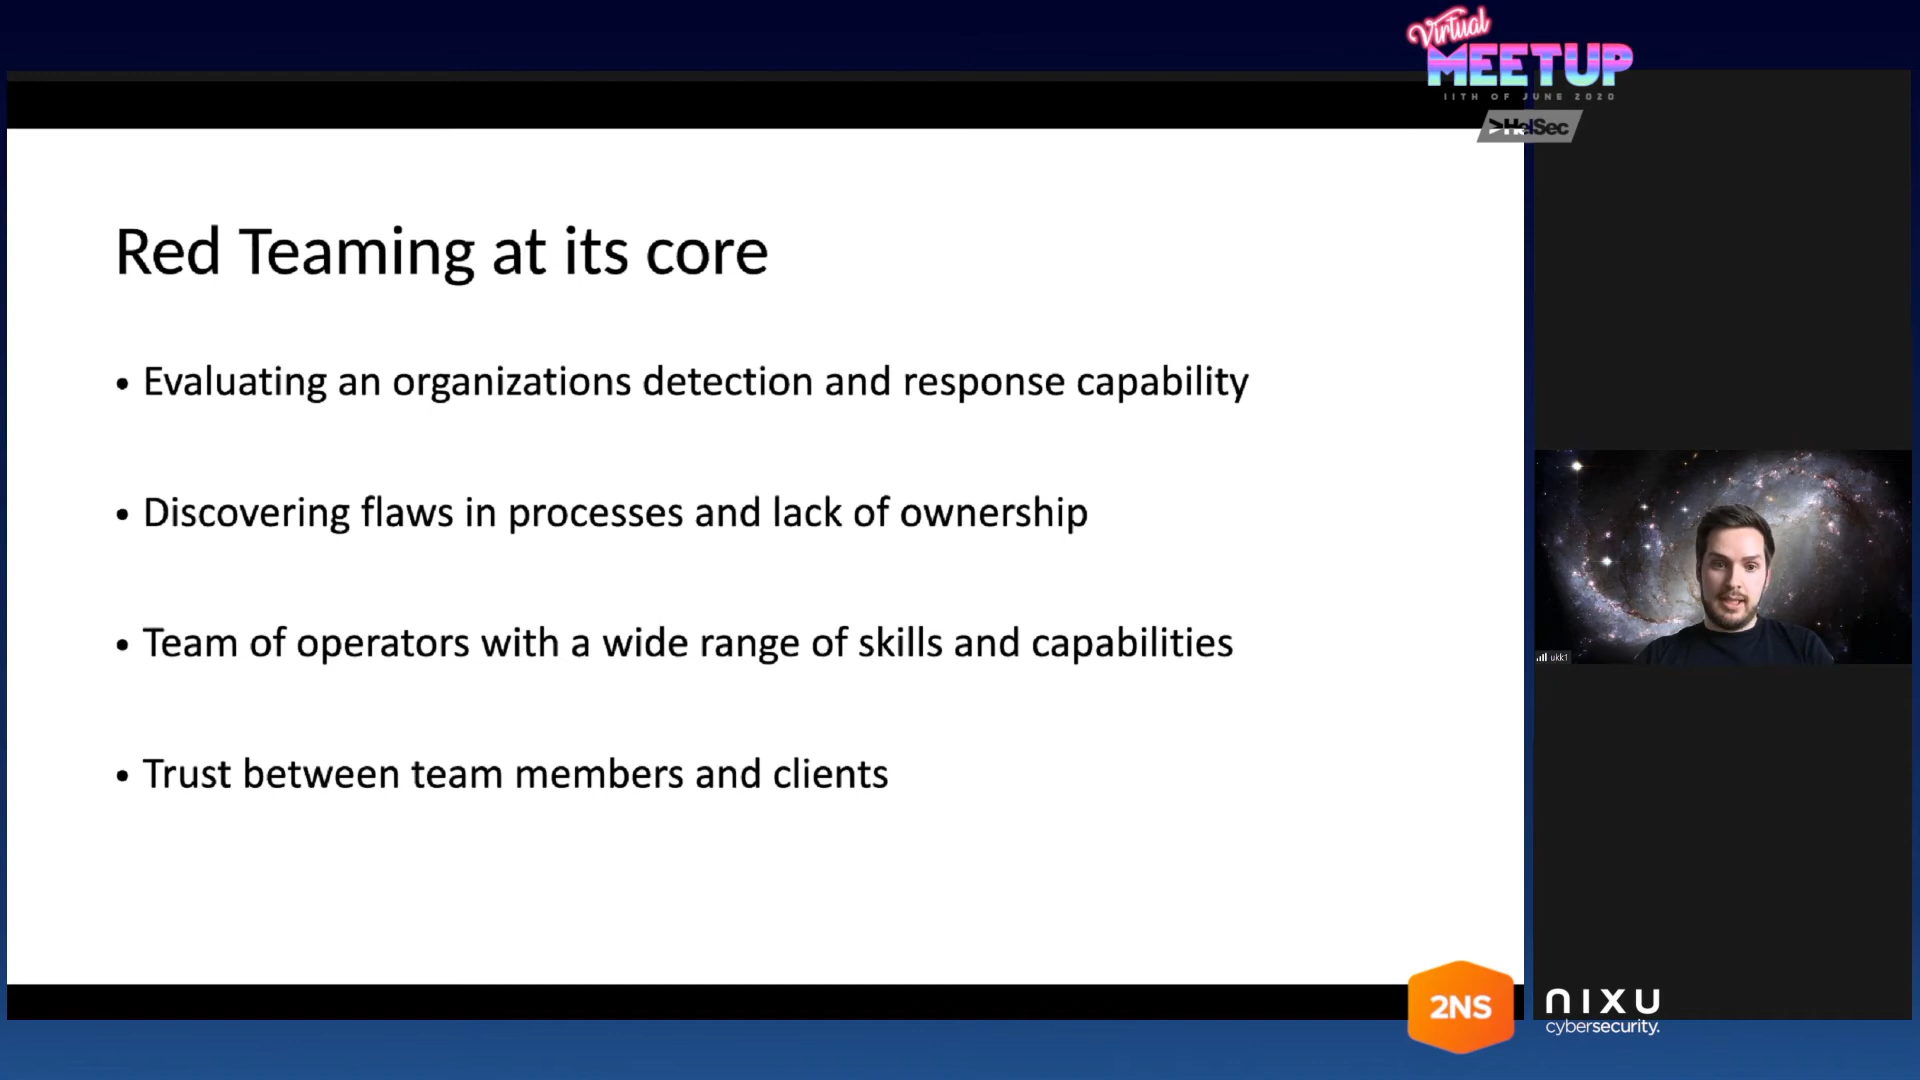 Virtual
MEETUP
11TH OF JUNE 2020
>HelSec
Red Teaming at its core
• Evaluating an organizations detection and response capability
• Discovering flaws in processes and lack of ownership
• Team of operators with a wide range of skills and capabilities
• Trust between team members and clients
ukk1
2NS
nixu
cybersecurity.